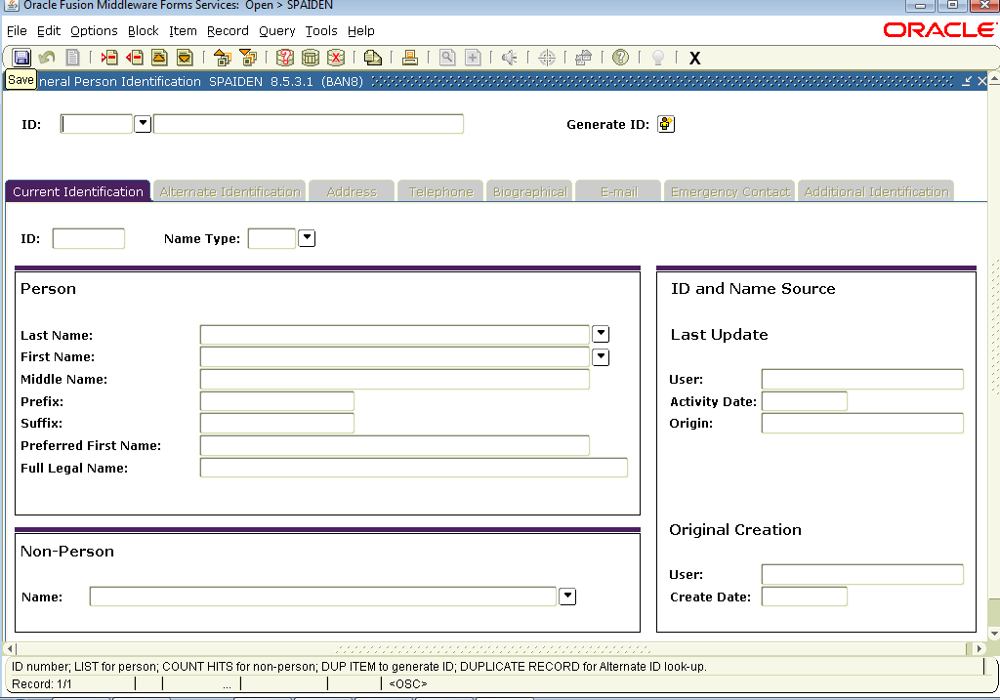 Oracle Fusion Middleware Forms Services: Open > SPAIDEN
File Edit Options Block Item Record Query Tools Help
ORACLE
X
Save
neral Person Identification SPAIDEN 8.5.3.1 (BAN8)
ID:
Generate ID:
Current Identification Alternate Identification Address Telephone Biographical E-mail Emergency Contact Additional Identification
ID:
Name Type:
Person
Last Name:
First Name:
Middle Name:
Prefix:
Suffix:
Preferred First Name:
Full Legal Name:
Non-Person
Name:
ID and Name Source
Last Update
User:
Activity Date:
Origin:
Original Creation
User:
Create Date:
ID number; LIST for person; COUNT HITS for non-person; DUP ITEM to generate ID; DUPLICATE RECORD for Alternate ID look-up.
Record: 1/1 ... <OSC>